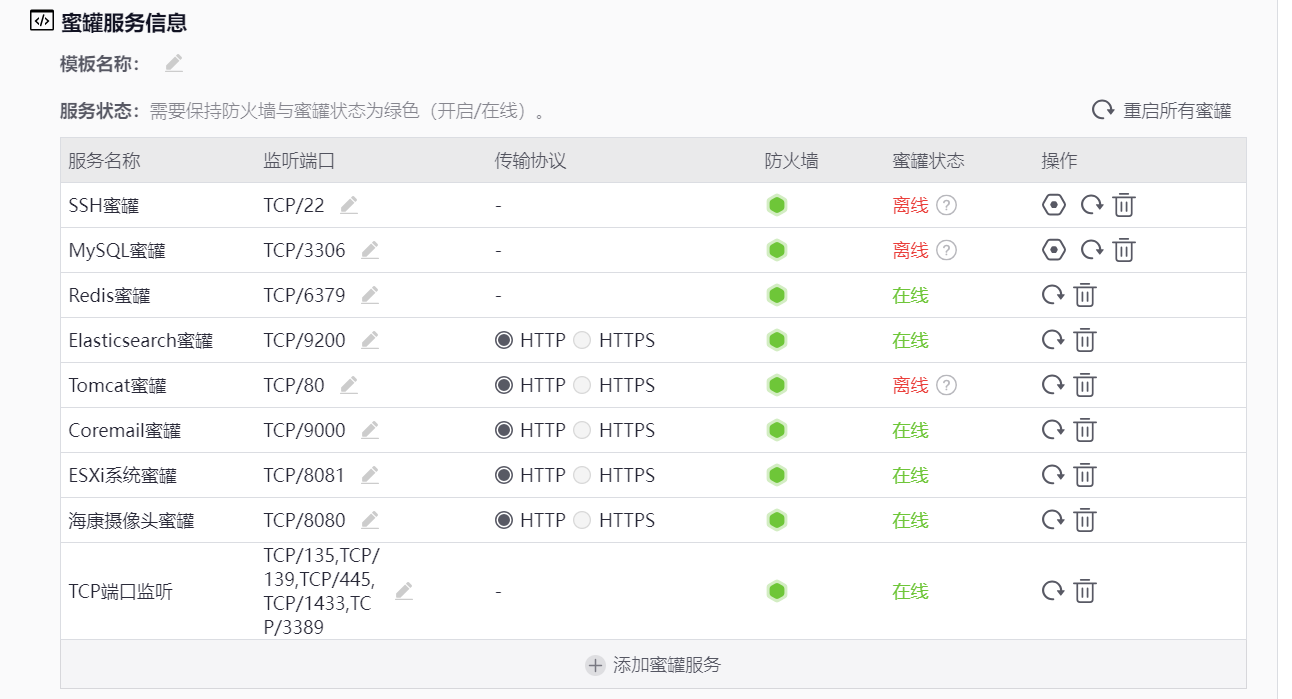 蜜罐服务信息
模板名称：
服务状态：需要保持防火墙与蜜罐状态为绿色（开启/在线）。 重启所有蜜罐
服务名称 监听端口 传输协议 防火墙 蜜罐状态 操作
SSH蜜罐 TCP/22 - 离线 ?
MySQL蜜罐 TCP/3306 - 离线 ?
Redis蜜罐 TCP/6379 - 在线
Elasticsearch蜜罐 TCP/9200 HTTP HTTPS 在线
Tomcat蜜罐 TCP/80 HTTP HTTPS 离线 ?
Coremail蜜罐 TCP/9000 HTTP HTTPS 在线
ESXi系统蜜罐 TCP/8081 HTTP HTTPS 在线
海康摄像头蜜罐 TCP/8080 HTTP HTTPS 在线
TCP端口监听 TCP/135,TCP/
139,TCP/445,
TCP/1433,TC
P/3389 - 在线
添加蜜罐服务